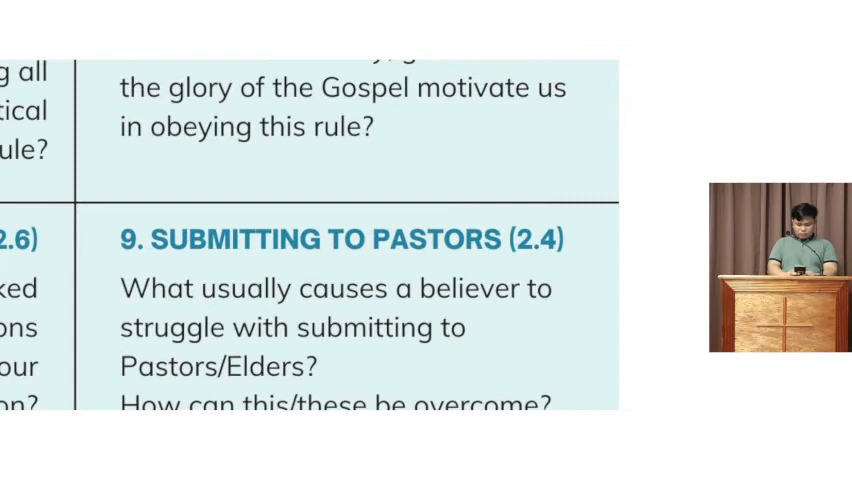 g all
tical
ule?
the glory of the Gospel motivate us
in obeying this rule?
2.6)
ked
ons
our
on?
9. SUBMITTING TO PASTORS (2.4)
What usually causes a believer to
struggle with submitting to
Pastors/Elders?
How can this/these be overcome?